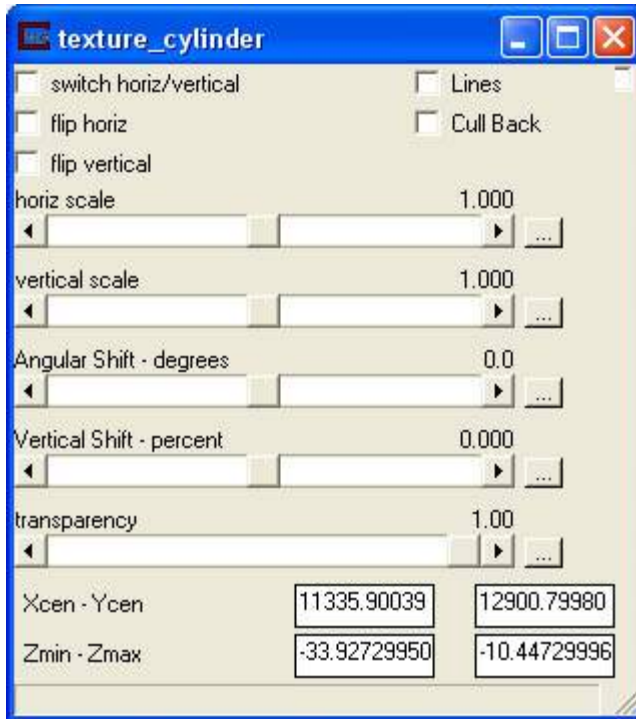 texture_cylinder
switch horiz/vertical Lines
flip horiz Cull Back
flip vertical
horiz scale 1.000
...
vertical scale 1.000
...
Angular Shift - degrees 0.0
...
Vertical Shift - percent 0.000
...
transparency 1.00
...
Xcen - Ycen 11335.90039 12900.79980
Zmin - Zmax -33.92729950 -10.44729996